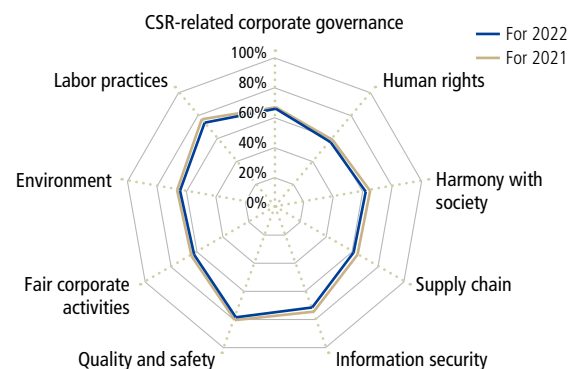 CSR-related corporate governance
For 2022
For 2021
100%
80%
60%
40%
20%
0%
Human rights
Harmony with
society
Supply chain
Information security
Quality and safety
Fair corporate
activities
Environment
Labor practices